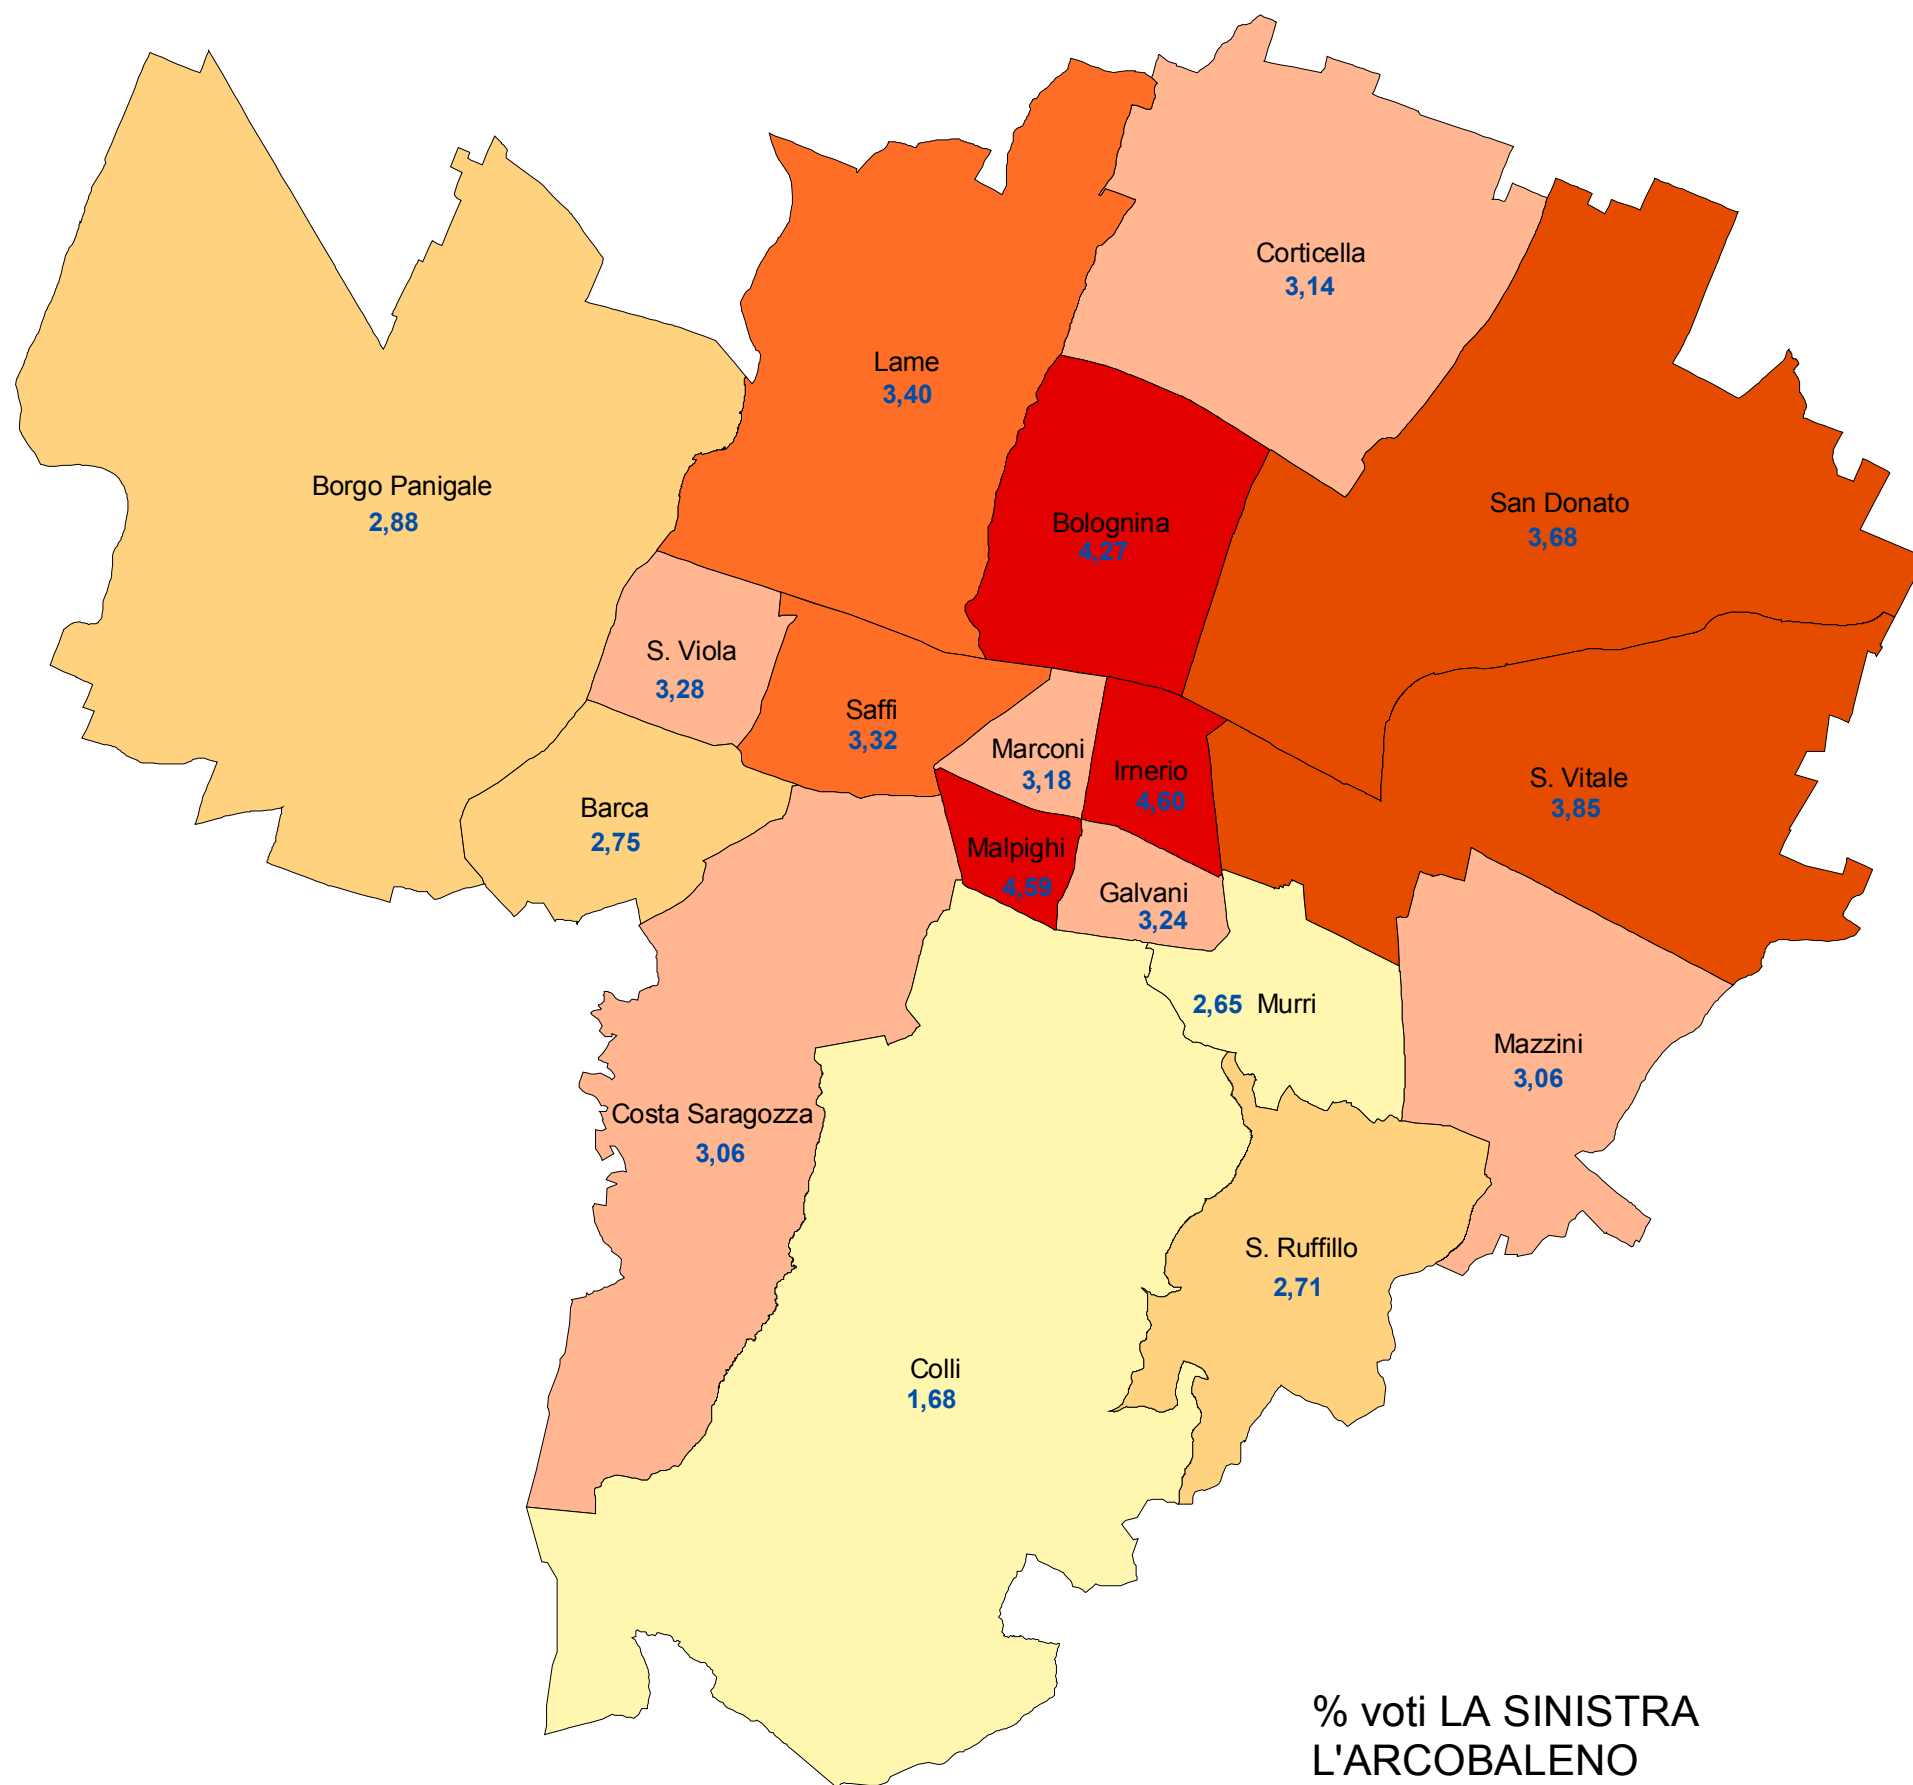 Corticella
3,14
Lame
3,40
Borgo Panigale
2,88
San Donato
3,68
Bolognina
4,27
S. Viola
3,28
Saffi
3,32
Marconi
3,18
Irnerio
4,60
S. Vitale
3,85
Barca
2,75
Malpighi
4,59
Galvani
3,24
2,65 Murri
Mazzini
3,06
Costa Saragozza
3,06
S. Ruffillo
2,71
Colli
1,68
% voti LA SINISTRA
L'ARCOBALENO